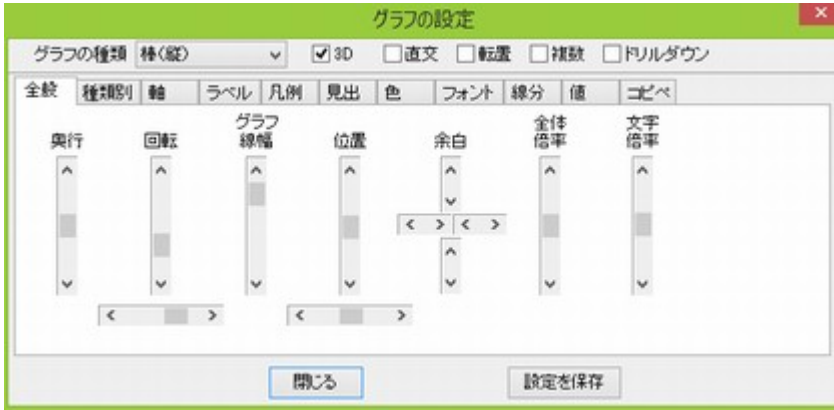 グラフの設定
グラフの種類 棒(縦) 3D 直交 転置 複数 ドリルダウン
全般 種類別 軸 ラベル 凡例 見出 色 フォント 線分 値 コピペ
奥行 回転 グラフ線幅 位置 余白 全体倍率 文字倍率
閉じる 設定を保存